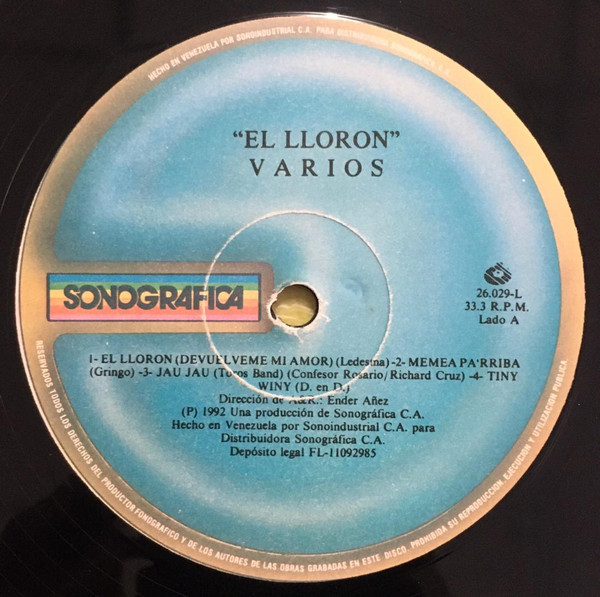 HECHO EN VENEZUELA POR SONOINDUSTRIAL C.A. PARA DISTRIBUIDORA SONOGRAFICA C.A.
"EL LLORON"
VARIOS
SONOGRAFICA
26.029-L
33.3 R.P.M.
Lado A
1- EL LLORON (DEVUELVEME MI AMOR) (Ledesma) -2- MEMEA PA'RRIBA
(Gringo) -3- JAU JAU (Toros Band) (Confesor Rosario/Richard Cruz) -4- TINY
WINY (D. en D.)
Dirección de A&R.: Ender Añez
(P) 1992 Una producción de Sonográfica C.A.
Hecho en Venezuela por Sonoindustrial C.A. para
Distribuidora Sonográfica C.A.
Depósito legal FL-11092985
RESERVADOS TODOS LOS DERECHOS DEL PRODUCTOR FONOGRAFICO Y DE LOS AUTORES DE LAS OBRAS GRABADAS EN ESTE DISCO. PROHIBIDA SU REPRODUCCION, EJECUCION Y UTILIZACION PUBLICA